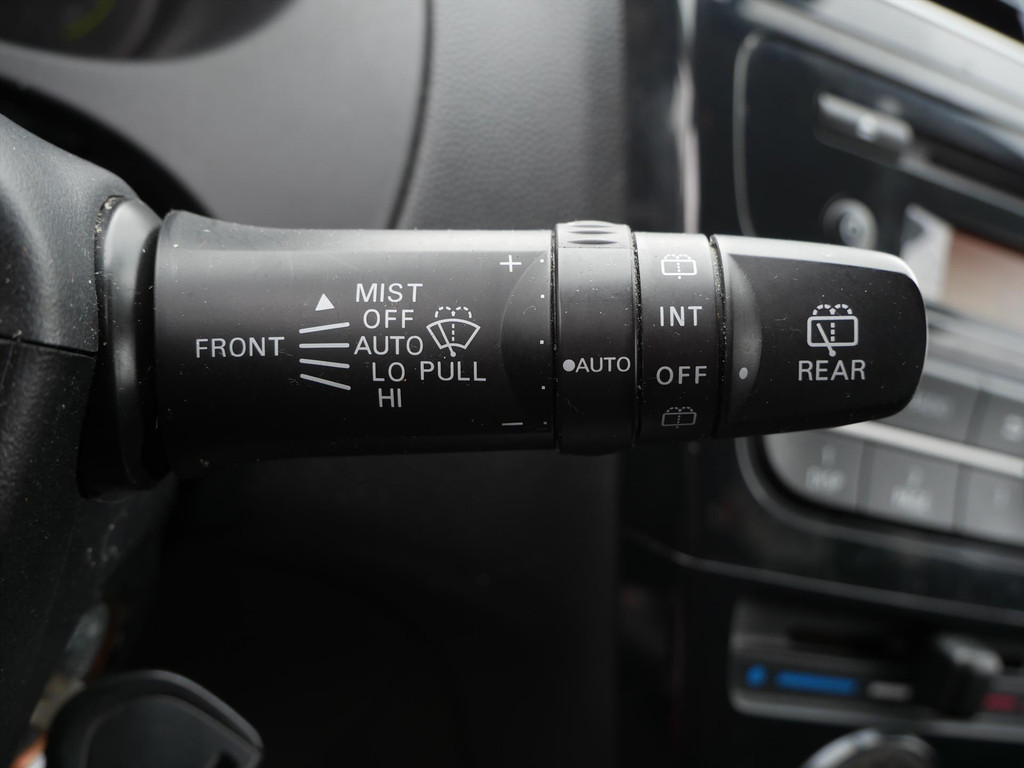 FRONT
MIST
OFF
AUTO
LO PULL
HI
+
−
AUTO
INT
OFF
REAR